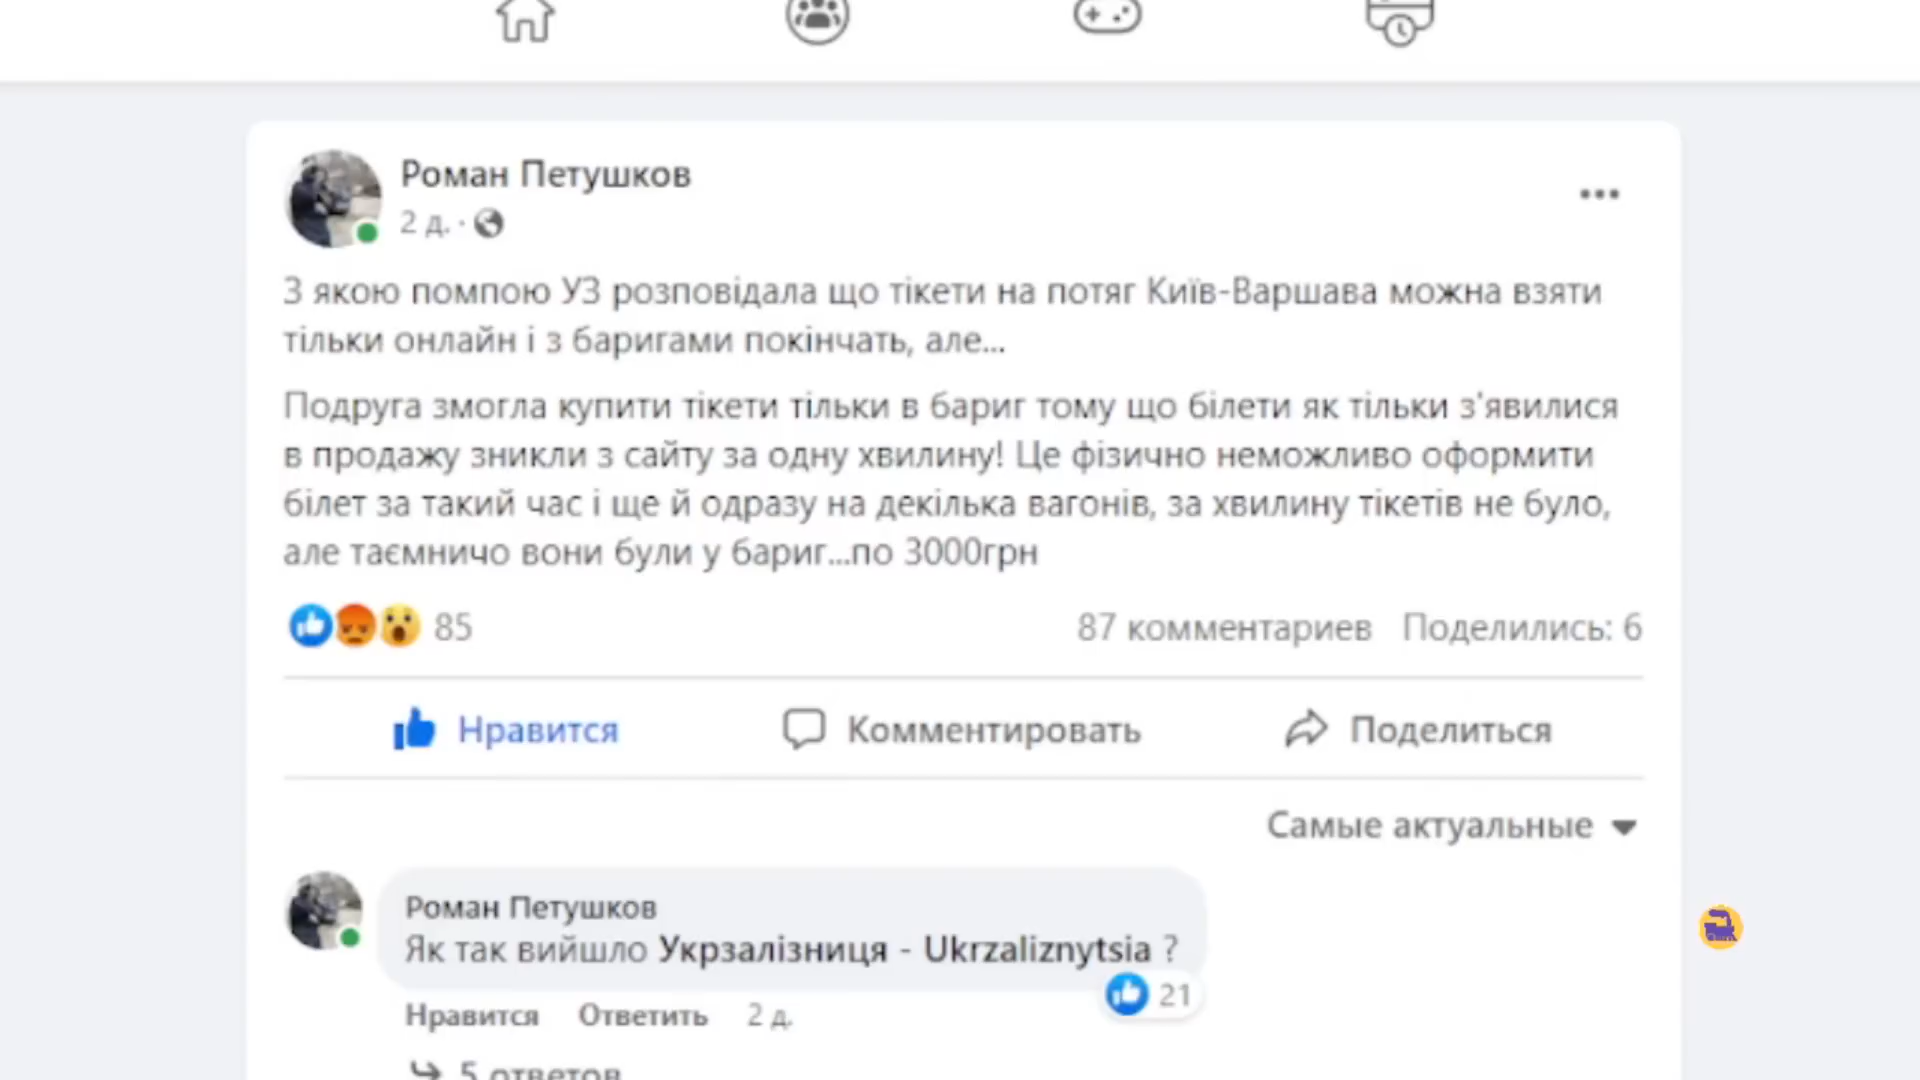 Роман Петушков
2 д. ·
З якою помпою УЗ розповідала що тікети на потяг Київ-Варшава можна взяти
тільки онлайн і з баригами покінчать, але...
Подруга змогла купити тікети тільки в бариг тому що білети як тільки з'явилися
в продажу зникли з сайту за одну хвилину! Це фізично неможливо оформити
білет за такий час і ще й одразу на декілька вагонів, за хвилину тікетів не було,
але таємничо вони були у бариг...по 3000грн
85 87 комментариев Поделились: 6
Нравится Комментировать Поделиться
Самые актуальные
Роман Петушков
Як так вийшло Укрзалізниця - Ukrzaliznytsia ?
21
Нравится Ответить 2 д.
5 ответов